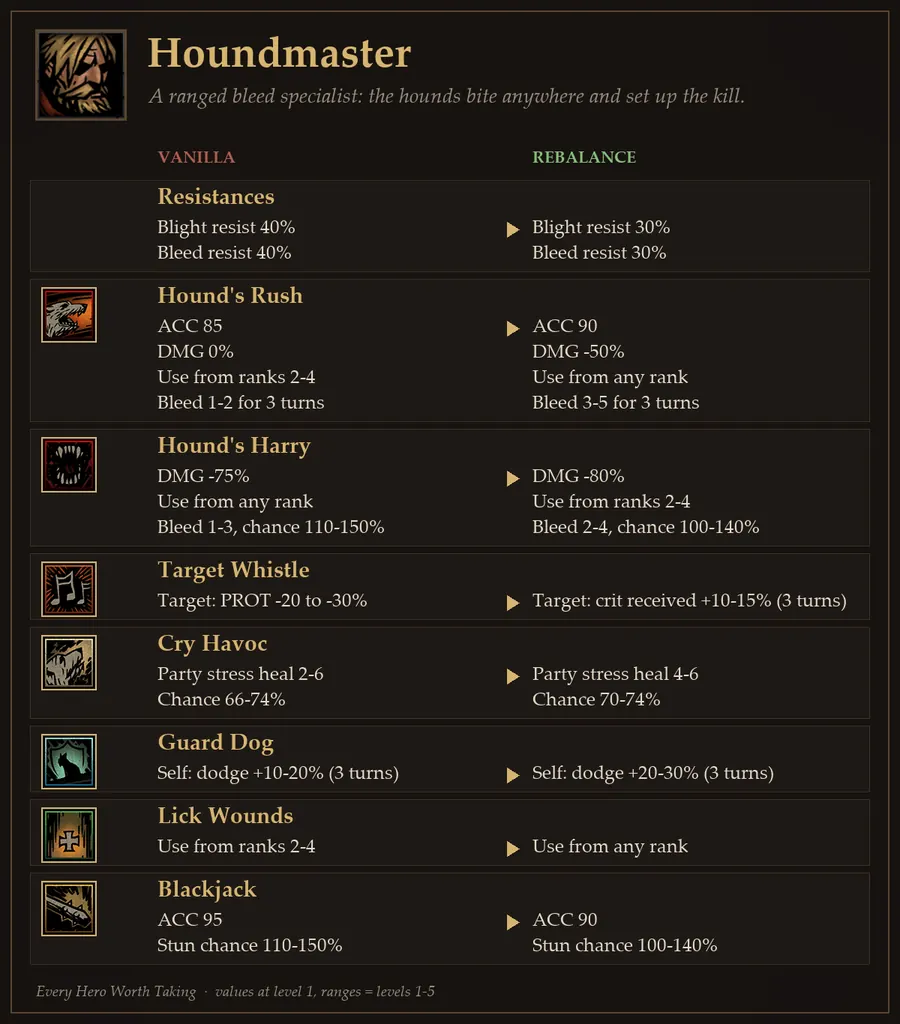 Houndmaster
A ranged bleed specialist: the hounds bite anywhere and set up the kill.
VANILLA REBALANCE
Resistances
Blight resist 40% Blight resist 30%
Bleed resist 40% Bleed resist 30%
Hound's Rush
ACC 85 ACC 90
DMG 0% DMG -50%
Use from ranks 2-4 Use from any rank
Bleed 1-2 for 3 turns Bleed 3-5 for 3 turns
Hound's Harry
DMG -75% DMG -80%
Use from any rank Use from ranks 2-4
Bleed 1-3, chance 110-150% Bleed 2-4, chance 100-140%
Target Whistle
Target: PROT -20 to -30% Target: crit received +10-15% (3 turns)
Cry Havoc
Party stress heal 2-6 Party stress heal 4-6
Chance 66-74% Chance 70-74%
Guard Dog
Self: dodge +10-20% (3 turns) Self: dodge +20-30% (3 turns)
Lick Wounds
Use from ranks 2-4 Use from any rank
Blackjack
ACC 95 ACC 90
Stun chance 110-150% Stun chance 100-140%
Every Hero Worth Taking · values at level 1, ranges = levels 1-5